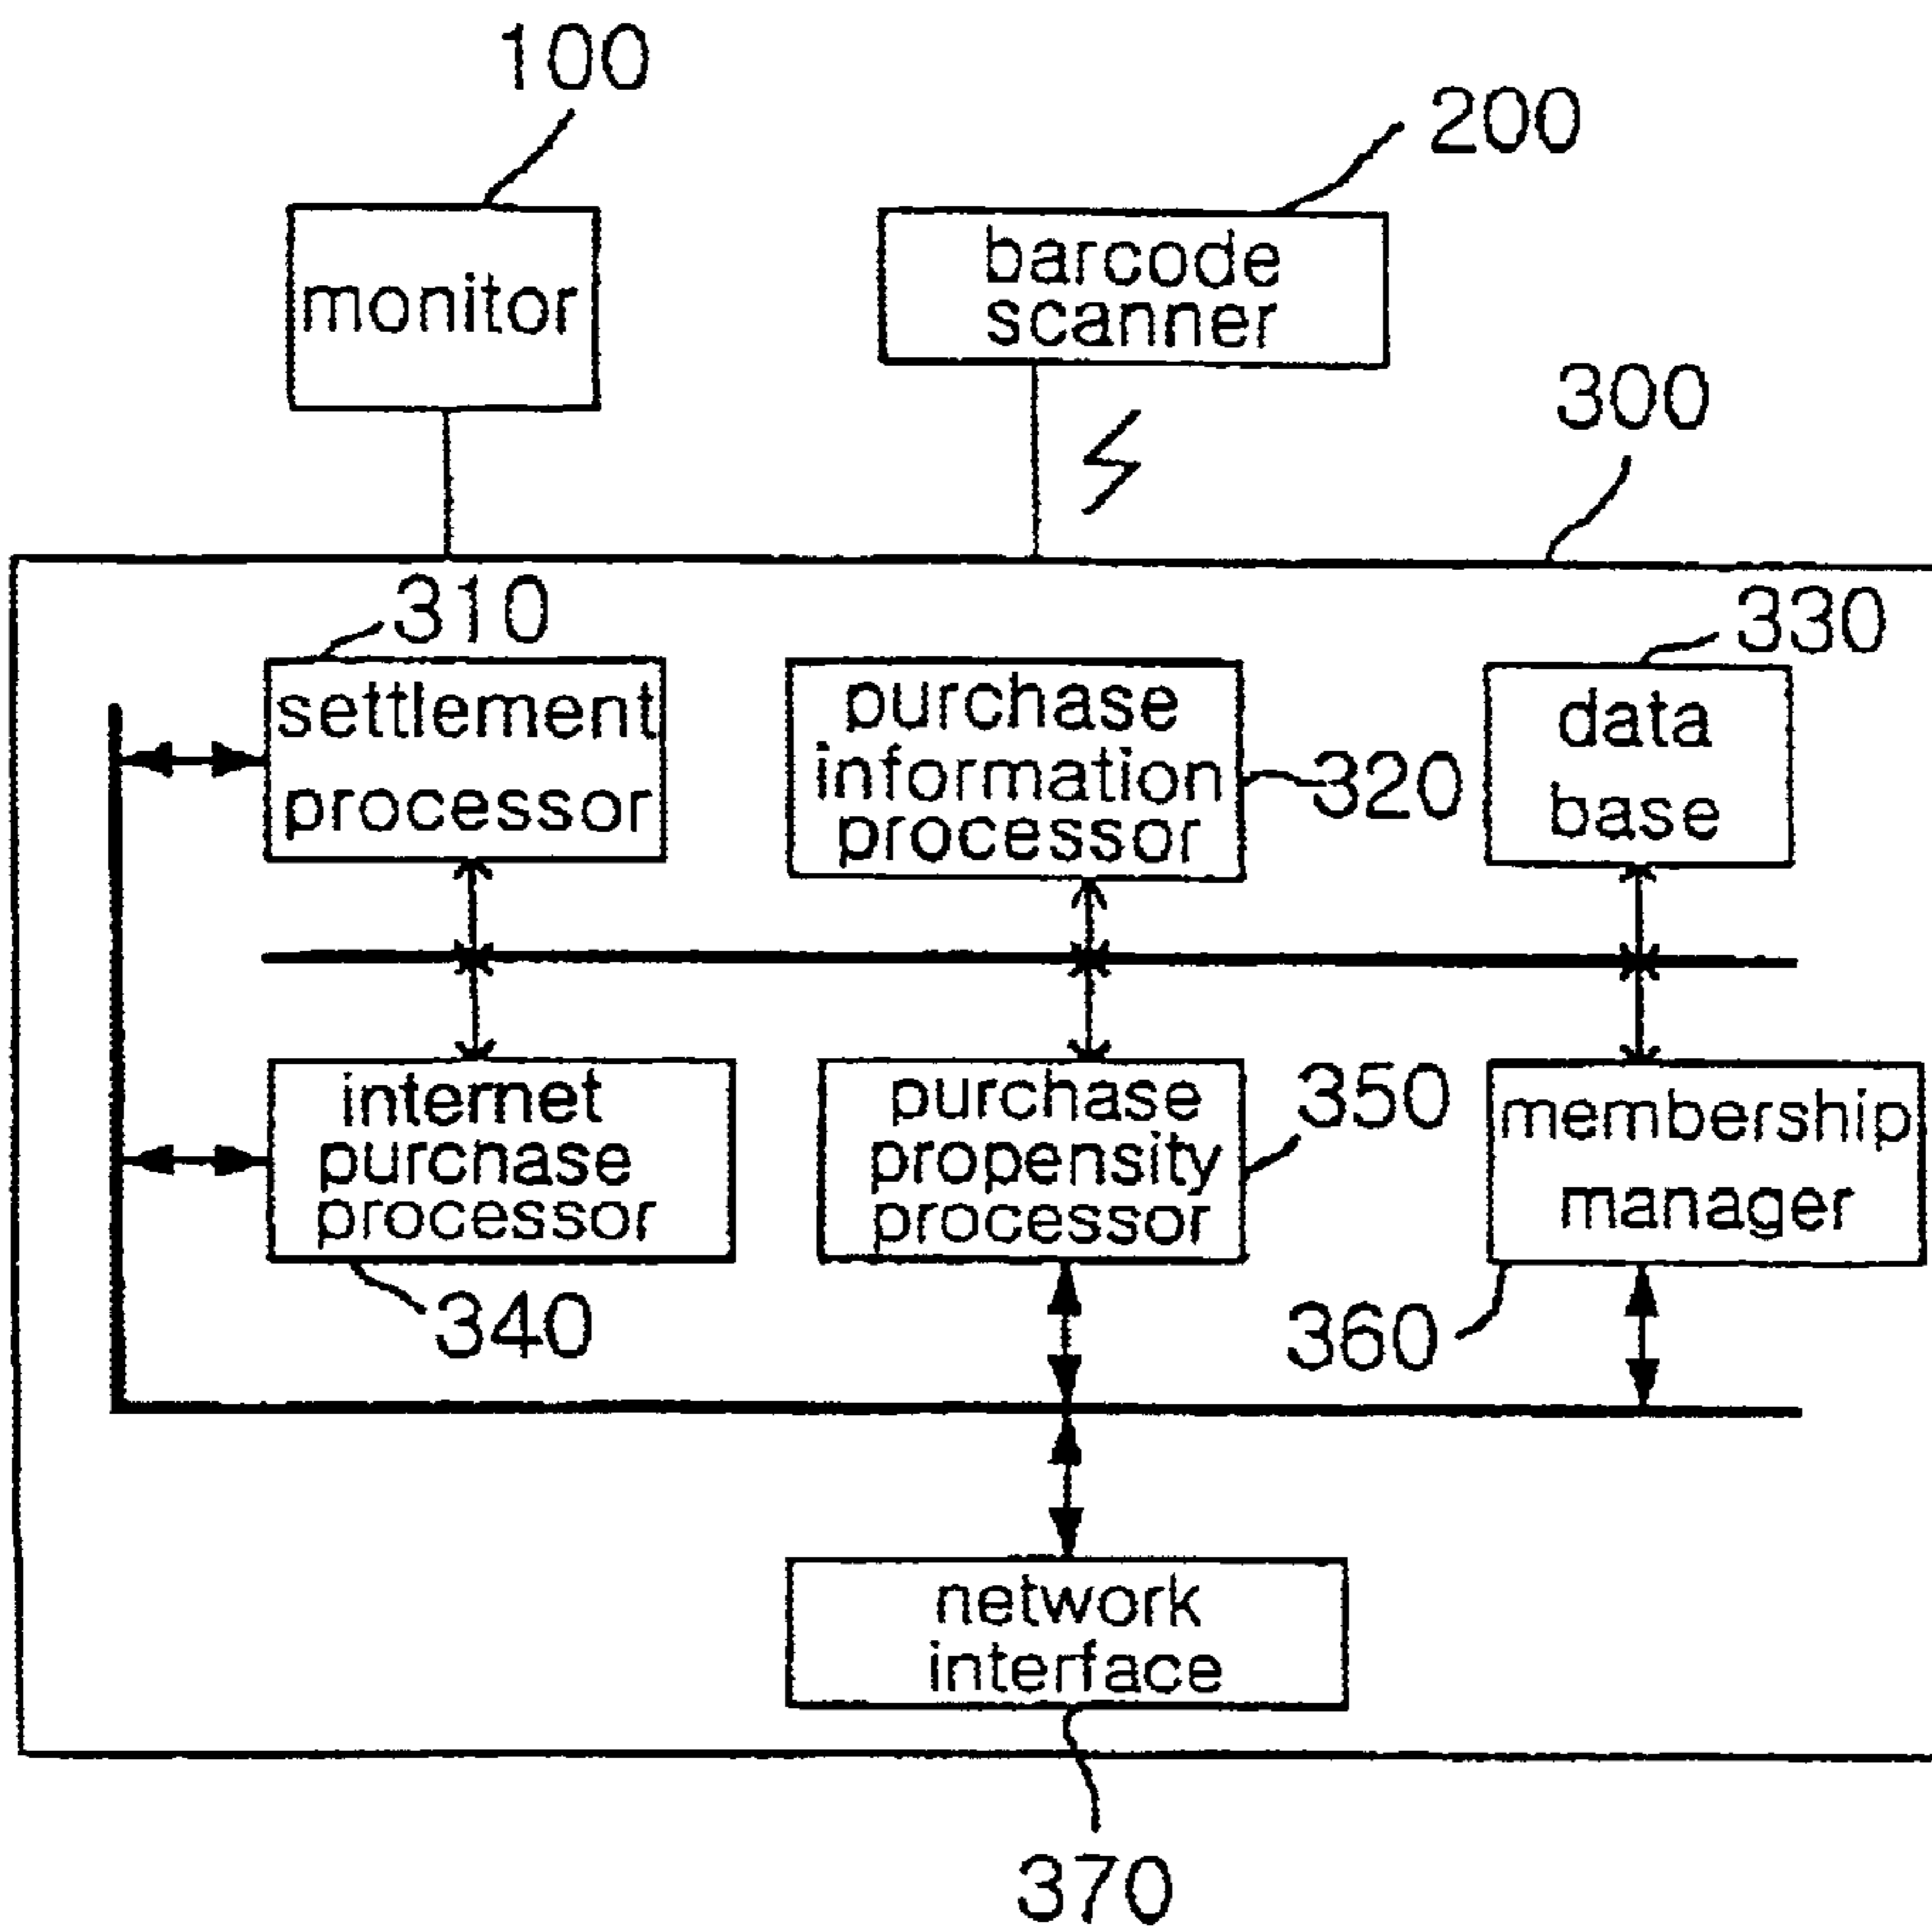 100
200
monitor
barcode
scanner
300
310
330
settlement
processor
purchase
information
processor
320
data
base
internet
purchase
processor
purchase
propensity
processor
350
membership
manager
340
360
network
interface
370